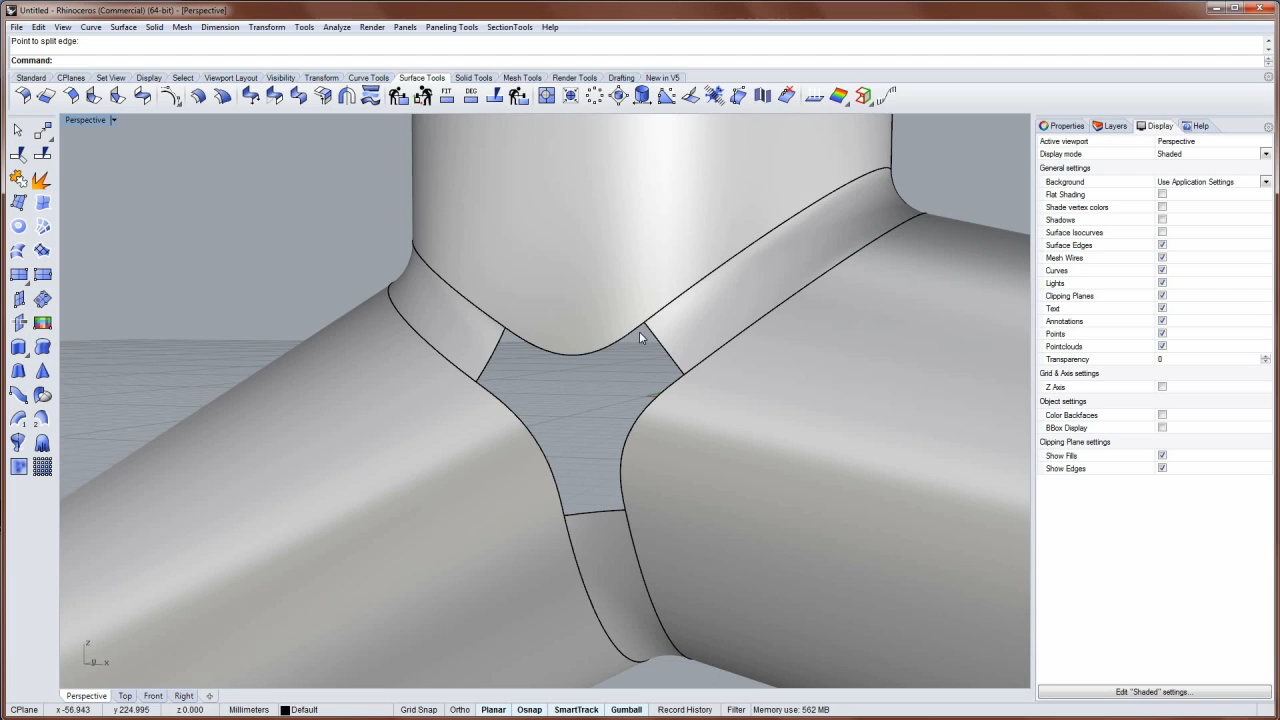 Untitled - Rhinoceros (Commercial) (64-bit) - [Perspective]
File Edit View Curve Surface Solid Mesh Dimension Transform Tools Analyze Render Panels Paneling Tools SectionTools Help
Point to split edge:
Command:
Standard CPlanes Set View Display Select Viewport Layout Visibility Transform Curve Tools Surface Tools Solid Tools Mesh Tools Render Tools Drafting New in V5
FIT DEG
Perspective
Properties Layers Display Help
Active viewport Perspective
Display mode Shaded
General settings
Background Use Application Settings
Flat Shading
Shade vertex colors
Shadows
Surface Isocurves
Surface Edges
Mesh Wires
Curves
Lights
Clipping Planes
Text
Annotations
Points
Pointclouds
Transparency 0
Grid & Axis settings
Z Axis
Object settings
Color Backfaces
BBox Display
Clipping Plane settings
Show Fills
Show Edges
1 2
z
y x
Edit "Shaded" settings...
Perspective Top Front Right
CPlane x -56.943 y 224.995 z 0.000 Millimeters Default Grid Snap Ortho Planar Osnap SmartTrack Gumball Record History Filter Memory use: 562 MB